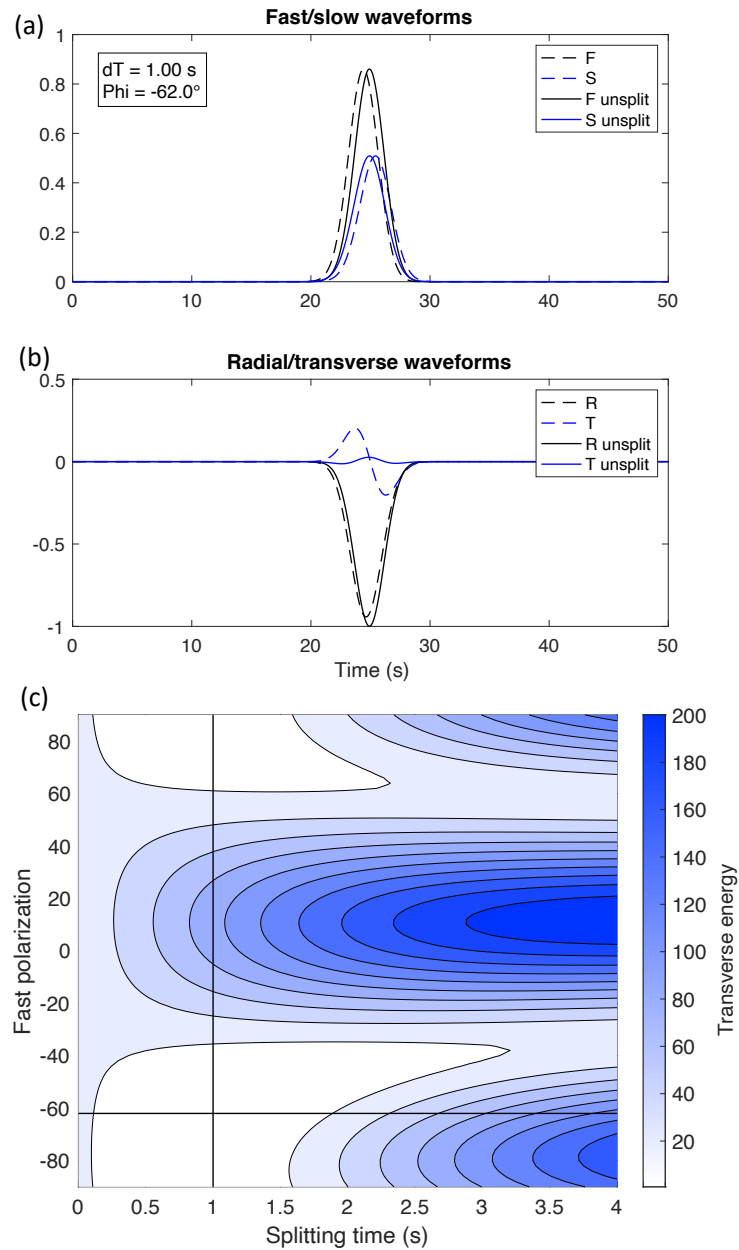 (a)
Fast/slow waveforms
dT = 1.00 s
Phi = -62.0°
F
S
F unsplit
S unsplit
1
0.8
0.6
0.4
0.2
0
0 10 20 30 40 50
(b)
Radial/transverse waveforms
R
T
R unsplit
T unsplit
0.5
0
-0.5
-1
0 10 20 30 40 50
Time (s)
(c)
80
60
40
20
0
-20
-40
-60
-80
Fast polarization
0 0.5 1 1.5 2 2.5 3 3.5 4
Splitting time (s)
200
180
160
140
120
100
80
60
40
20
Transverse energy